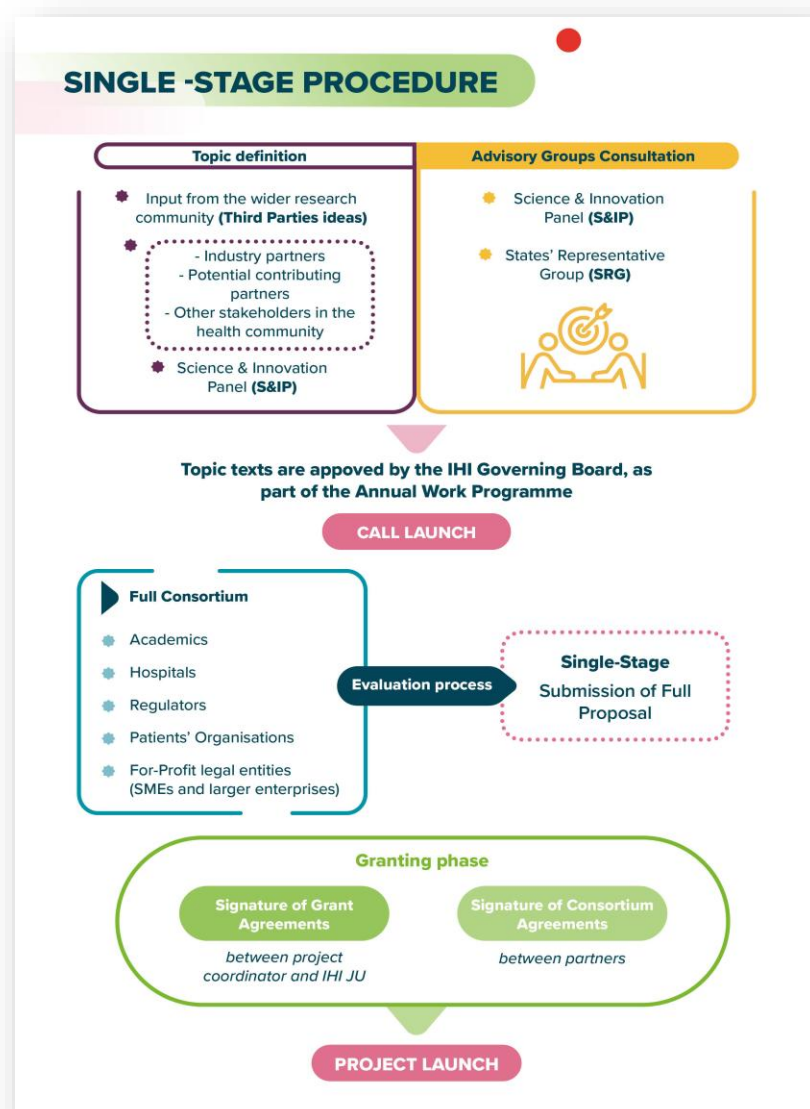 SINGLE -STAGE PROCEDURE
Topic definition
Input from the wider research
community (Third Parties ideas)
- Industry partners
- Potential contributing
partners
- Other stakeholders in the
health community
Science & Innovation
Panel (S&IP)
Advisory Groups Consultation
Science & Innovation
Panel (S&IP)
States' Representative
Group (SRG)
Topic texts are appoved by the IHI Governing Board, as
part of the Annual Work Programme
CALL LAUNCH
Full Consortium
Academics
Hospitals
Regulators
Patients' Organisations
For-Profit legal entities
(SMEs and larger enterprises)
Evaluation process
Single-Stage
Submission of Full
Proposal
Granting phase
Signature of Grant
Agreements
between project
coordinator and IHI JU
Signature of Consortium
Agreements
between partners
PROJECT LAUNCH